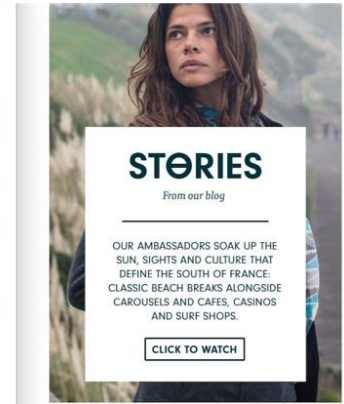 STORIES
From our blog
OUR AMBASSADORS SOAK UP THE
SUN, SIGHTS AND CULTURE THAT
DEFINE THE SOUTH OF FRANCE:
CLASSIC BEACH BREAKS ALONGSIDE
CAROUSELS AND CAFES, CASINOS
AND SURF SHOPS.
CLICK TO WATCH